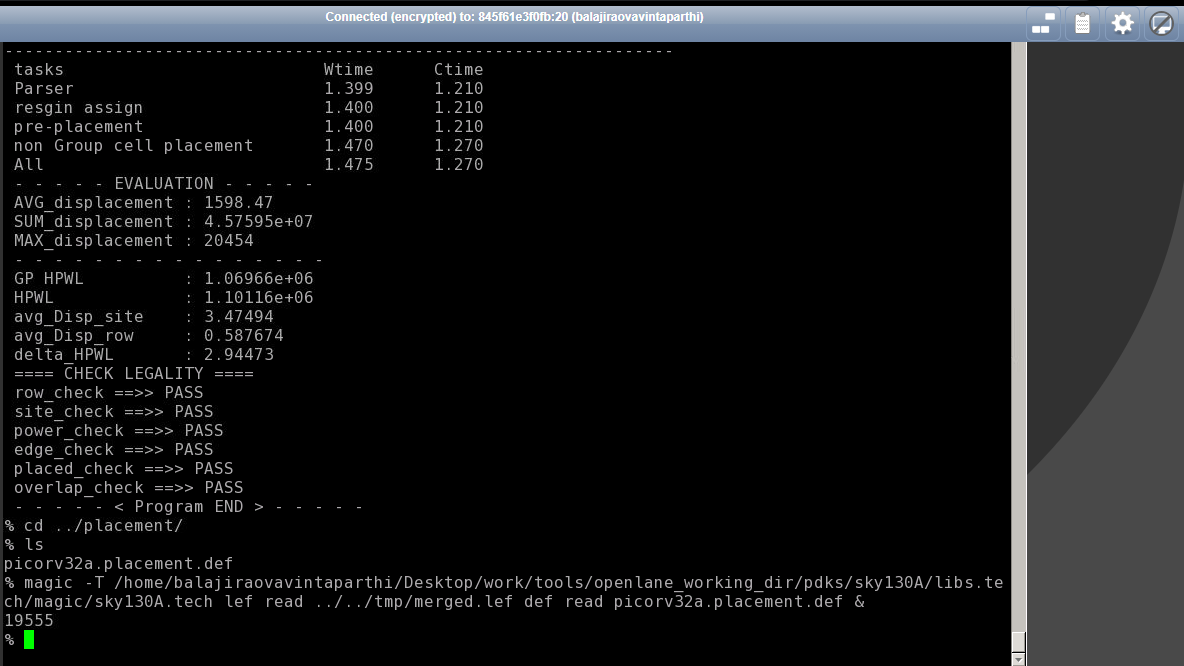 Connected (encrypted) to: 845f61e3f0fb:20 (balajiraovavintaparthi)
--------------------------------------------------------------------
tasks Wtime Ctime
Parser 1.399 1.210
resgin assign 1.400 1.210
pre-placement 1.400 1.210
non Group cell placement 1.470 1.270
All 1.475 1.270
- - - - - EVALUATION - - - - -
AVG_displacement : 1598.47
SUM_displacement : 4.57595e+07
MAX_displacement : 20454
- - - - - - - - - - - - - - - -
GP HPWL : 1.06966e+06
HPWL : 1.10116e+06
avg_Disp_site : 3.47494
avg_Disp_row : 0.587674
delta_HPWL : 2.94473
==== CHECK LEGALITY ====
row_check ==>> PASS
site_check ==>> PASS
power_check ==>> PASS
edge_check ==>> PASS
placed_check ==>> PASS
overlap_check ==>> PASS
- - - - - < Program END > - - - - -
% cd ../placement/
% ls
picorv32a.placement.def
% magic -T /home/balajiraovavintaparthi/Desktop/work/tools/openlane_working_dir/pdks/sky130A/libs.te
ch/magic/sky130A.tech lef read ../../tmp/merged.lef def read picorv32a.placement.def &
19555
%